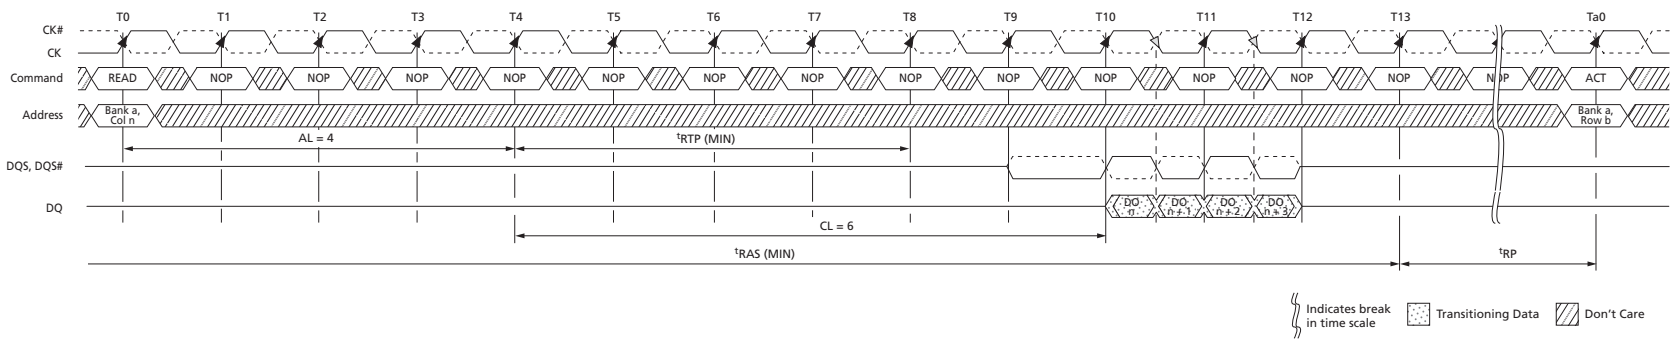 T0 T1 T2 T3 T4 T5 T6 T7 T8 T9 T10 T11 T12 T13 Ta0
CK#
CK
Command READ NOP NOP NOP NOP NOP NOP NOP NOP NOP NOP NOP NOP NOP NOP ACT
Address Bank a, Col n Bank a, Row b
AL = 4 tRTP (MIN)
DQS, DQS#
DQ DO n DO n + 1 DO n + 2 DO n + 3
CL = 6
tRAS (MIN) tRP
Indicates break in time scale Transitioning Data Don't Care